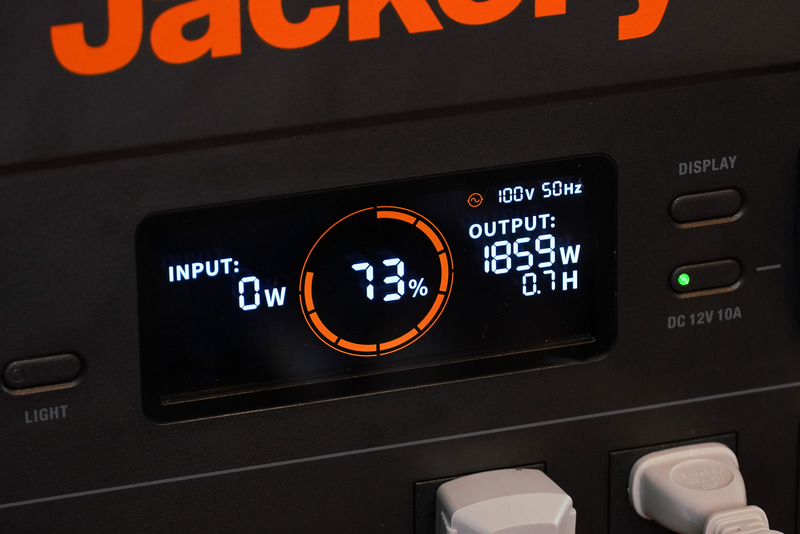 Jackery
DISPLAY
100V 50Hz
INPUT:
0W
73%
OUTPUT:
1859W
0.7H
DC 12V 10A
LIGHT